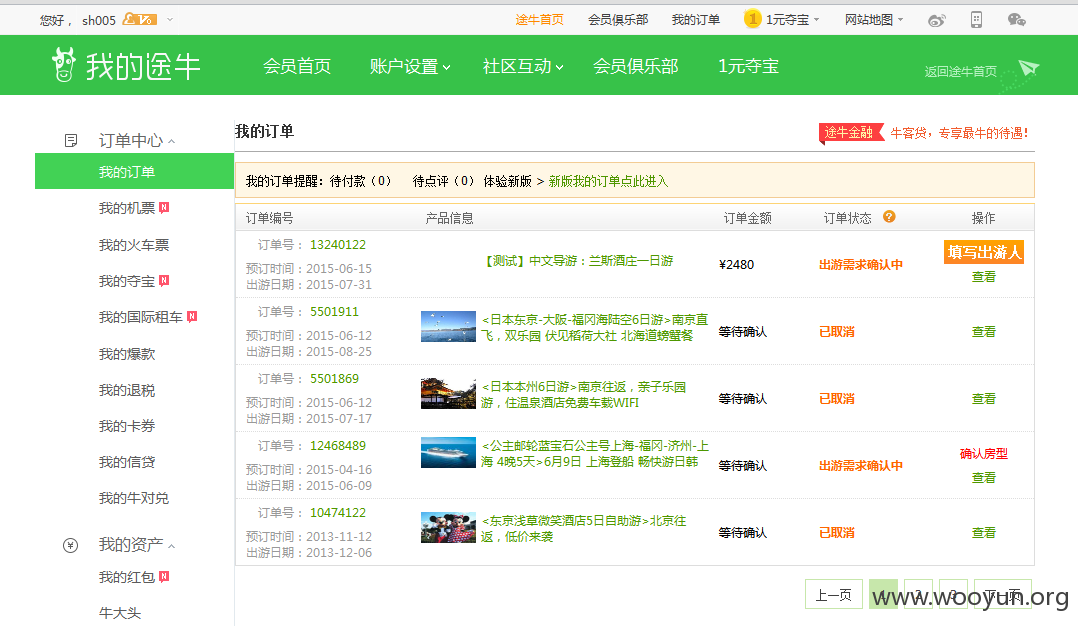 您好， sh005 V0 途牛首页 会员俱乐部 我的订单 1 1元夺宝 网站地图
我的途牛 会员首页 账户设置 社区互动 会员俱乐部 1元夺宝 返回途牛首页
订单中心
我的订单
我的机票 N
我的火车票
我的夺宝 N
我的国际租车 N
我的爆款
我的退税
我的卡券
我的信贷
我的牛对兑
我的资产
我的红包 N
牛大头
我的订单 途牛金融 牛客贷，专享最牛的待遇！
我的订单提醒：待付款（0） 待点评（0） 体验新版 > 新版我的订单点此进入
订单编号 产品信息 订单金额 订单状态 ? 操作
订单号： 13240122
预订时间：2015-06-15
出游日期：2015-07-31
【测试】中文导游：兰斯酒庄一日游
¥2480
出游需求确认中
填写出游人
查看
订单号： 5501911
预订时间：2015-06-12
出游日期：2015-08-25
<日本东京-大阪-福冈海陆空6日游>南京直
飞，双乐园 伏见稻荷大社 北海道螃蟹餐
等待确认
已取消
查看
订单号： 5501869
预订时间：2015-06-12
出游日期：2015-07-17
<日本本州6日游>南京往返，亲子乐园
游，住温泉酒店免费车载WIFI
等待确认
已取消
查看
订单号： 12468489
预订时间：2015-04-16
出游日期：2015-06-09
<公主邮轮蓝宝石公主号上海-福冈-济州-上
海 4晚5天>6月9日 上海登船 畅快游日韩
等待确认
出游需求确认中
确认房型
查看
订单号： 10474122
预订时间：2013-11-12
出游日期：2013-12-06
<东京浅草微笑酒店5日自助游>北京往
返，低价来袭
等待确认
已取消
查看
上一页 下一页
www.wooyun.org